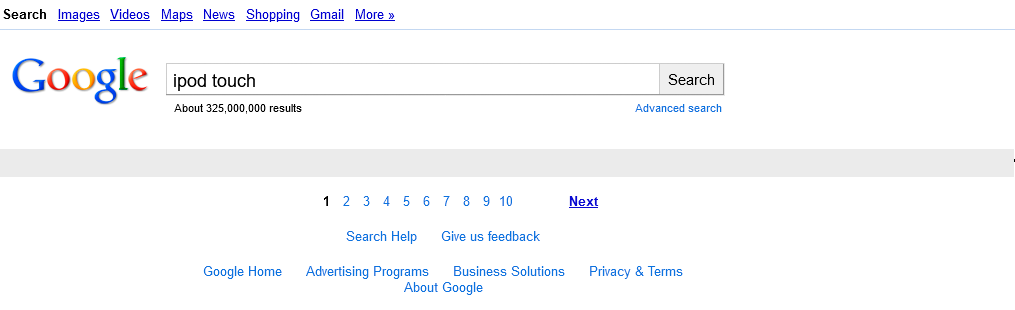 Search Images Videos Maps News Shopping Gmail More »
Google
ipod touch Search
About 325,000,000 results Advanced search
1 2 3 4 5 6 7 8 9 10 Next
Search Help Give us feedback
Google Home Advertising Programs Business Solutions Privacy & Terms
About Google